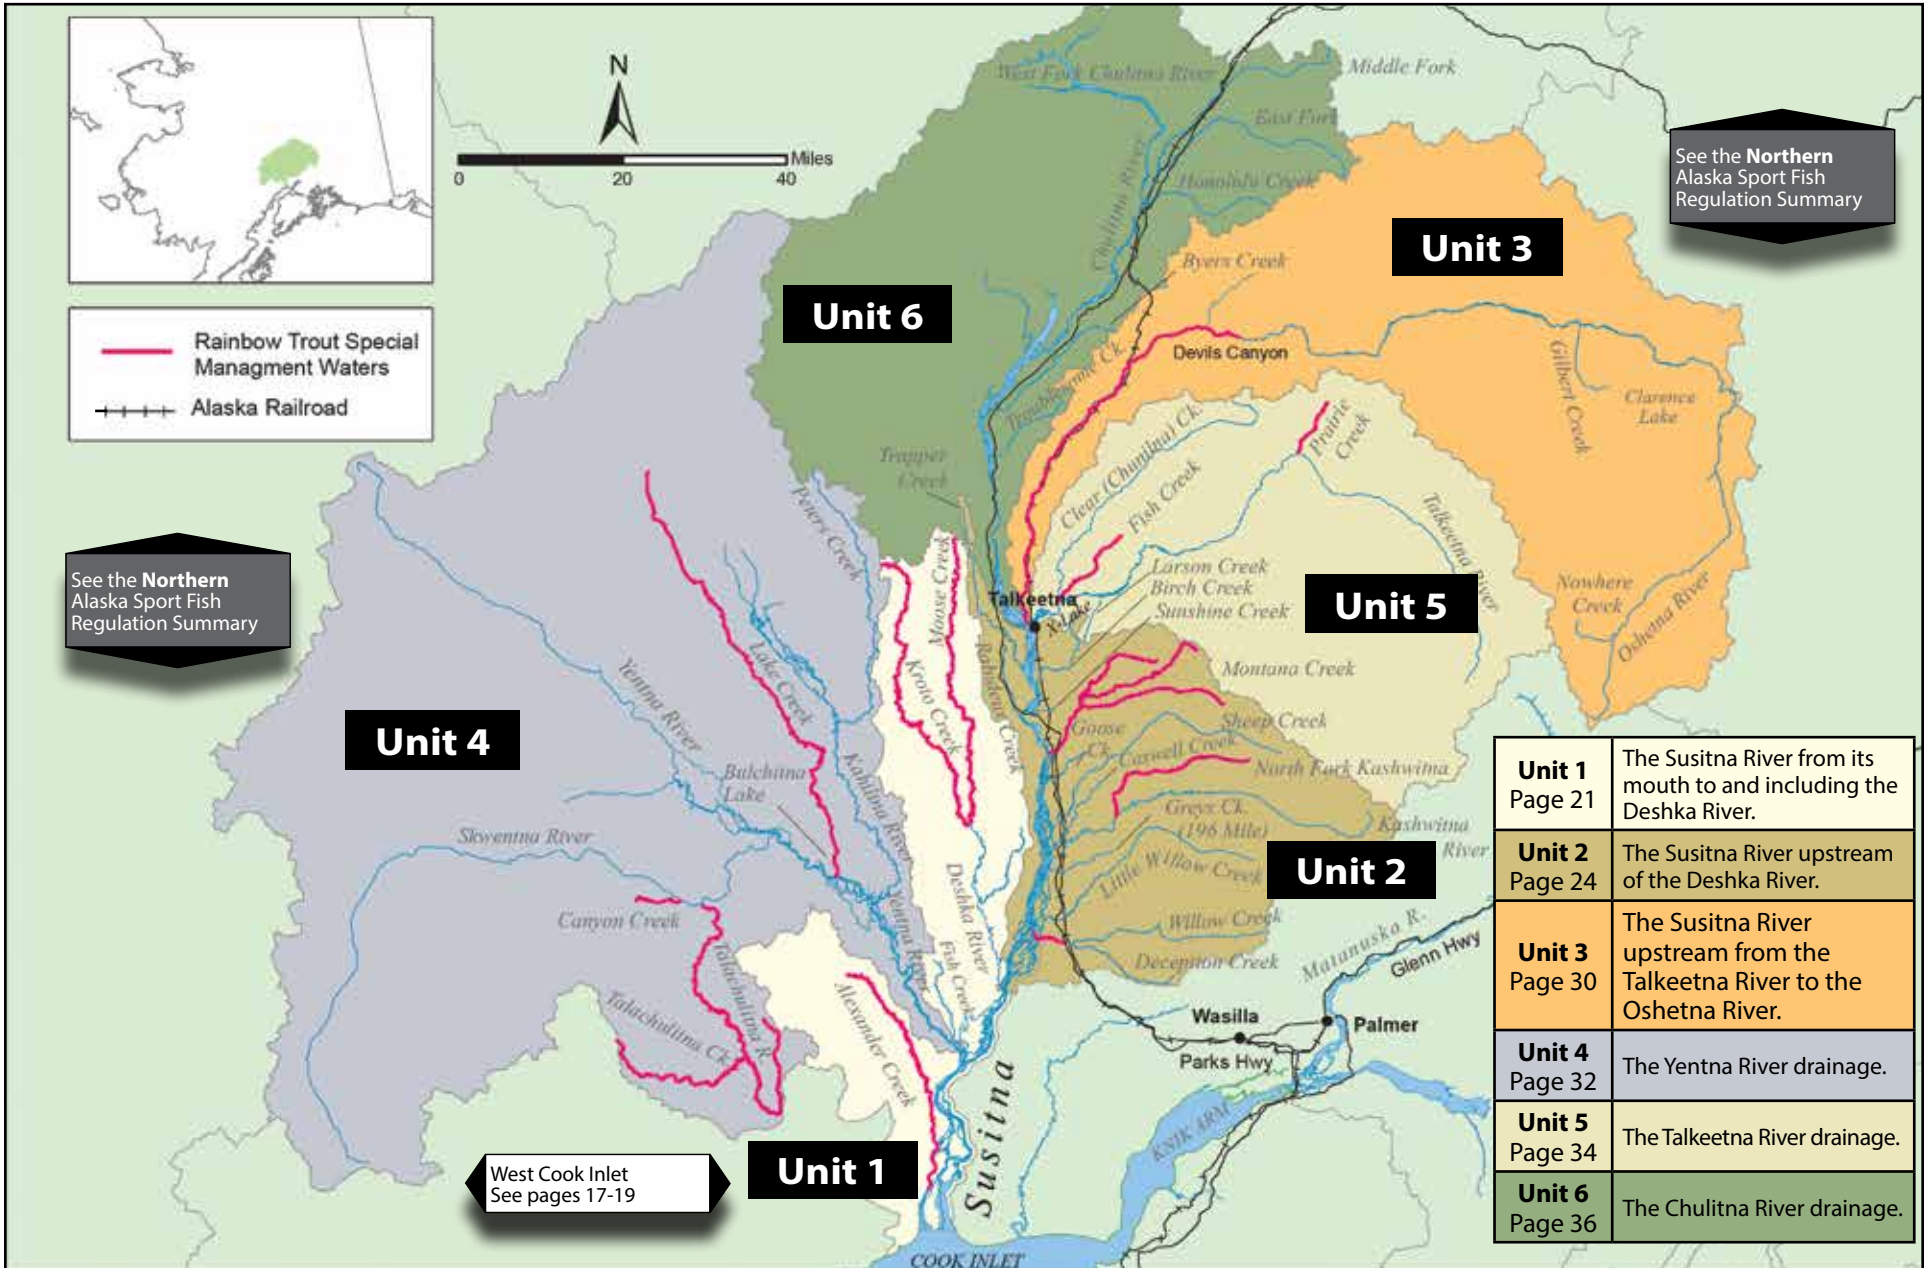 N
Miles
0
20
40
Rainbow Trout Special
Managment Waters
Alaska Railroad
See the Northern
Alaska Sport Fish
Regulation Summary
See the Northern
Alaska Sport Fish
Regulation Summary
West Fork Chulitna River
Middle Fork
East Fork
Chulitna River
Honolulu Creek
Byers Creek
Unit 3
Unit 6
Devils Canyon
Troublesome Ck.
Gilbert Creek
Clarence
Lake
Clear (Chunilna) Ck.
Prairie
Creek
Trapper
Creek
Fish Creek
Peters Creek
Talkeetna River
Moose Creek
Larson Creek
Birch Creek
Sunshine Creek
Talkeetna
X-Lake
Unit 5
Nowhere
Creek
Oshetna River
Kroto Creek
Rabideux Creek
Montana Creek
Lake Creek
Yentna River
Unit 4
Goose
Ck.
Sheep Creek
Caswell Creek
North Fork Kashwitna
Bulchitna
Lake
Kahiltna River
Greys Ck.
(196 Mile)
Kashwitna
River
Skwentna River
Little Willow Creek
Unit 2
Deshka River
Yentna River
Canyon Creek
Willow Creek
Fish Creek
Deception Creek
Matanuska R.
Glenn Hwy
Talachulitna R.
Talachulitna Ck.
Alexander Creek
Wasilla
Palmer
Parks Hwy
Susitna
KNIK ARM
Unit 1
West Cook Inlet
See pages 17-19
COOK INLET
Unit 1
Page 21
The Susitna River from its
mouth to and including the
Deshka River.
Unit 2
Page 24
The Susitna River upstream
of the Deshka River.
Unit 3
Page 30
The Susitna River
upstream from the
Talkeetna River to the
Oshetna River.
Unit 4
Page 32
The Yentna River drainage.
Unit 5
Page 34
The Talkeetna River drainage.
Unit 6
Page 36
The Chulitna River drainage.